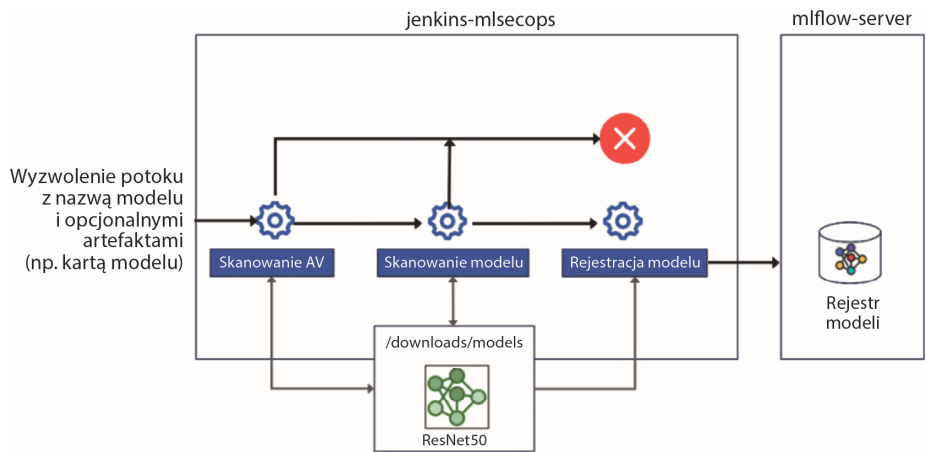 jenkins-mlsecops
mlflow-server
Wyzwolenie potoku
z nazwą modelu
i opcjonalnymi
artefaktami
(np. kartą modelu)
Skanowanie AV
Skanowanie modelu
Rejestracja modelu
Rejestr
modeli
/downloads/models
ResNet50